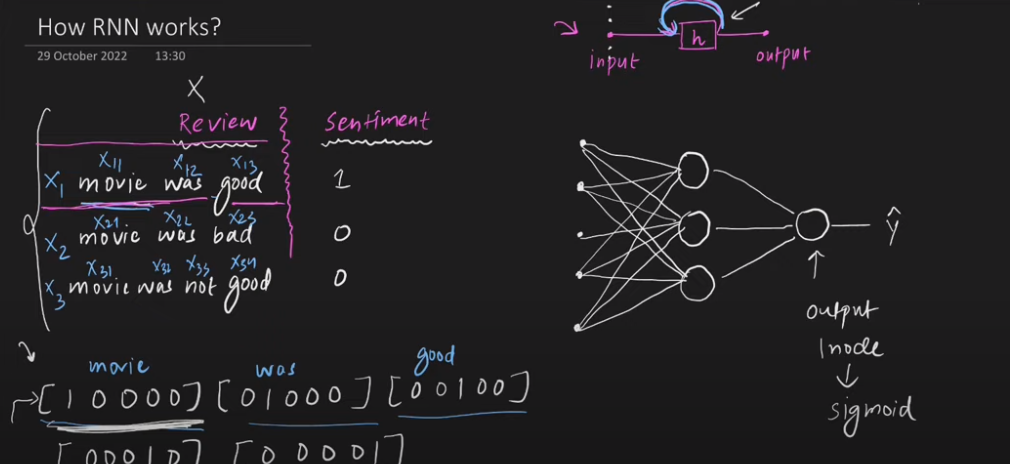 How RNN works?
29 October 2022 13:30
X
Review Sentiment
x11 x12 x13
x1 movie was good 1
x21 x22 x23
x2 movie was bad 0
x31 x32 x33 x34
x3 movie was not good 0
movie was good
[1 0 0 0 0] [0 1 0 0 0] [0 0 1 0 0]
[0 0 0 1 0] [0 0 0 0 1]
h
input output
ŷ
output
1node
sigmoid